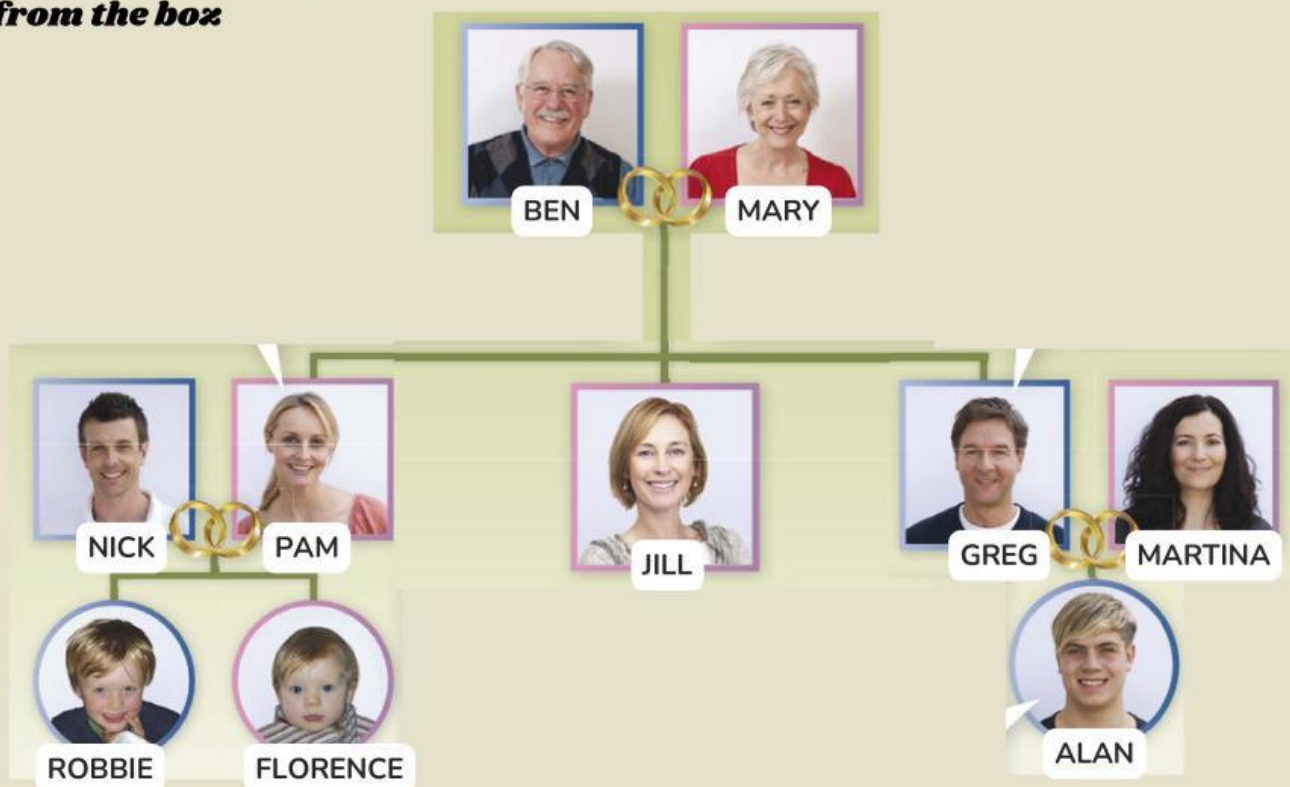 from the box
BEN
MARY
NICK
PAM
JILL
GREG
MARTINA
ROBBIE
FLORENCE
ALAN